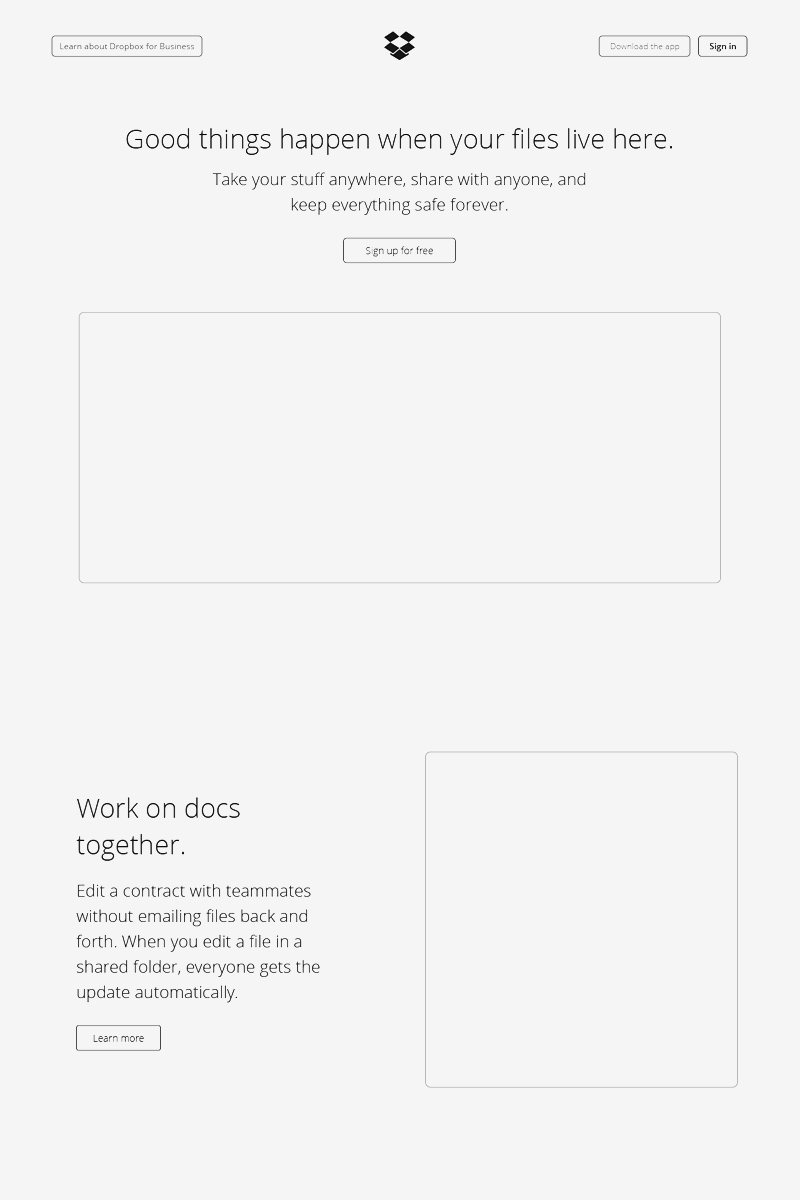 Learn about Dropbox for Business
Download the app
Sign in
Good things happen when your files live here.
Take your stuff anywhere, share with anyone, and
keep everything safe forever.
Sign up for free
Work on docs
together.
Edit a contract with teammates
without emailing files back and
forth. When you edit a file in a
shared folder, everyone gets the
update automatically.
Learn more